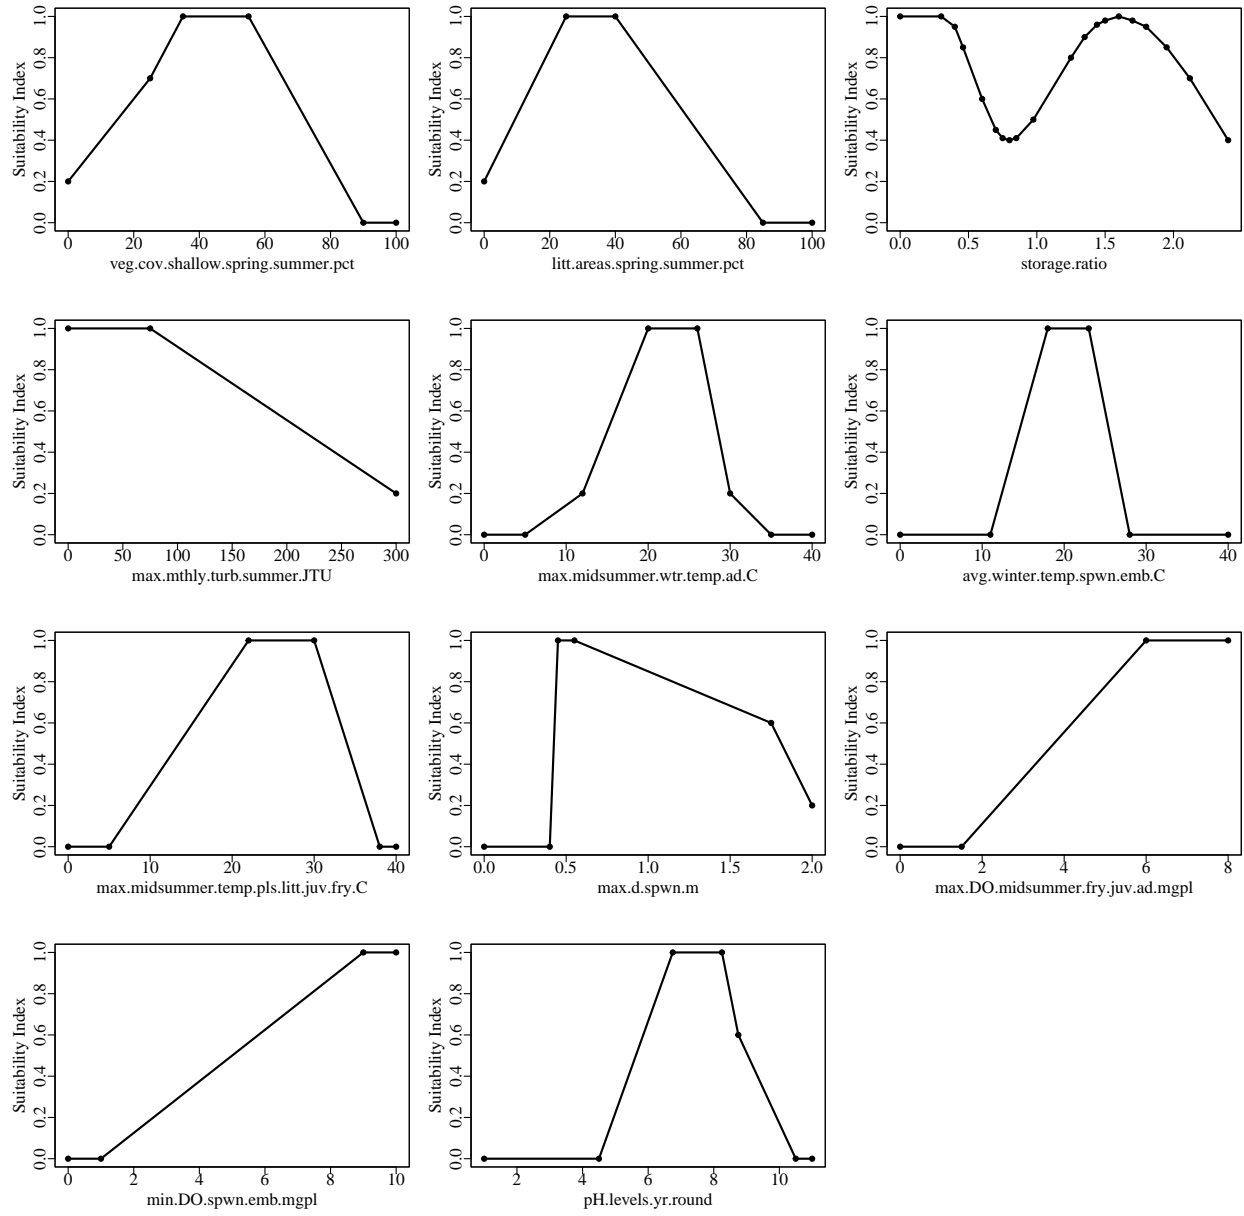 Suitability Index
0.0 0.2 0.4 0.6 0.8 1.0
0 20 40 60 80 100
veg.cov.shallow.spring.summer.pct
Suitability Index
0.0 0.2 0.4 0.6 0.8 1.0
0 20 40 60 80 100
litt.areas.spring.summer.pct
Suitability Index
0.0 0.2 0.4 0.6 0.8 1.0
0.0 0.5 1.0 1.5 2.0
storage.ratio
Suitability Index
0.0 0.2 0.4 0.6 0.8 1.0
0 50 100 150 200 250 300
max.mthly.turb.summer.JTU
Suitability Index
0.0 0.2 0.4 0.6 0.8 1.0
0 10 20 30 40
max.midsummer.wtr.temp.ad.C
Suitability Index
0.0 0.2 0.4 0.6 0.8 1.0
0 10 20 30 40
avg.winter.temp.spwn.emb.C
Suitability Index
0.0 0.2 0.4 0.6 0.8 1.0
0 10 20 30 40
max.midsummer.temp.pls.litt.juv.fry.C
Suitability Index
0.0 0.2 0.4 0.6 0.8 1.0
0.0 0.5 1.0 1.5 2.0
max.d.spwn.m
Suitability Index
0.0 0.2 0.4 0.6 0.8 1.0
0 2 4 6 8
max.DO.midsummer.fry.juv.ad.mgpl
Suitability Index
0.0 0.2 0.4 0.6 0.8 1.0
0 2 4 6 8 10
min.DO.spwn.emb.mgpl
Suitability Index
0.0 0.2 0.4 0.6 0.8 1.0
2 4 6 8 10
pH.levels.yr.round